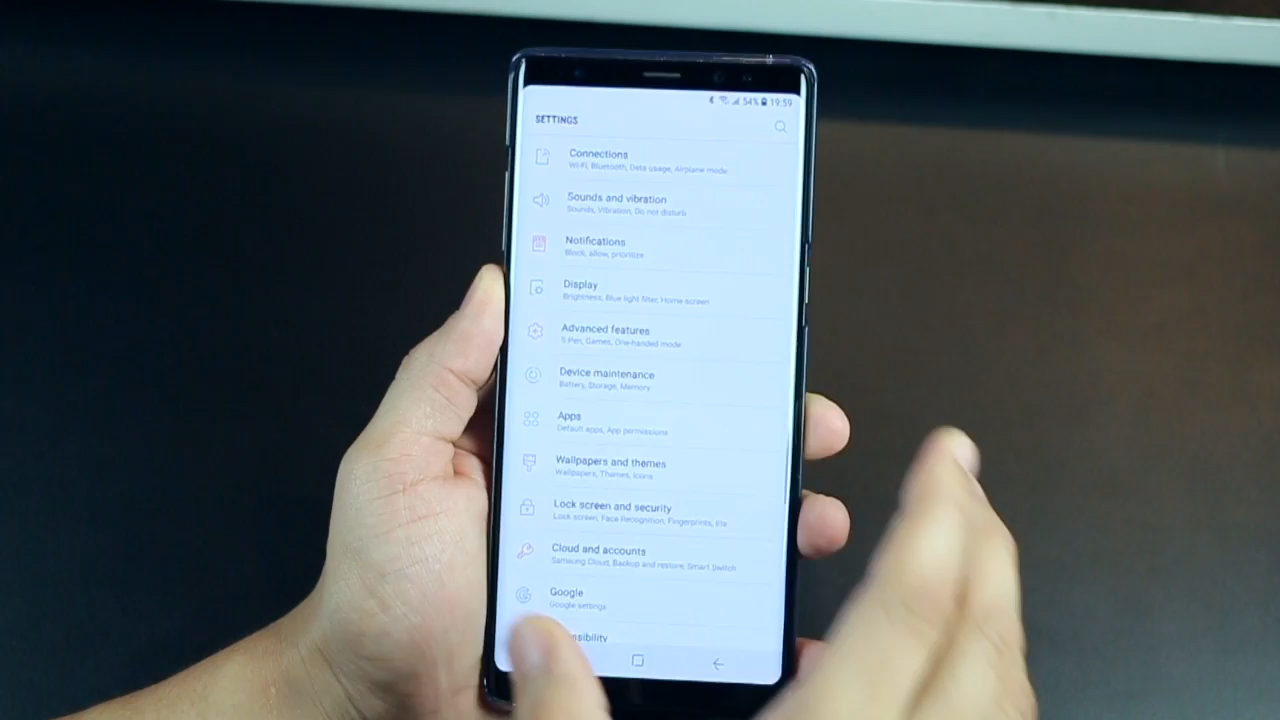 54% 19:59
SETTINGS
Connections
Wi-Fi, Bluetooth, Data usage, Airplane mode
Sounds and vibration
Sounds, Vibration, Do not disturb
Notifications
Block, allow, prioritize
Display
Brightness, Blue light filter, Home screen
Advanced features
S Pen, Games, One-handed mode
Device maintenance
Battery, Storage, Memory
Apps
Default apps, App permissions
Wallpapers and themes
Wallpapers, Themes, Icons
Lock screen and security
Lock screen, Face Recognition, Fingerprints, Iris
Cloud and accounts
Samsung Cloud, Backup and restore, Smart Switch
Google
Google settings
ssibility